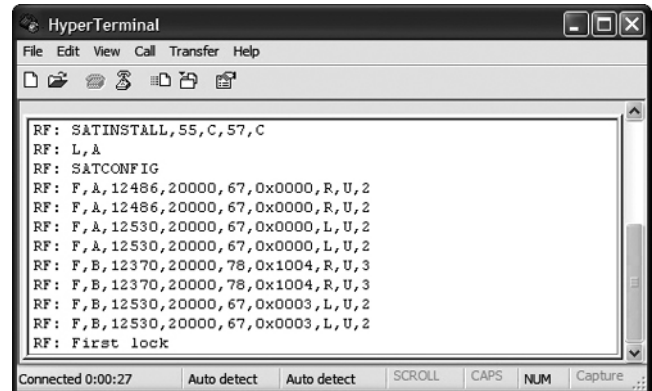 HyperTerminal
File Edit View Call Transfer Help
RF: SATINSTALL,55,C,57,C
RF: L,A
RF: SATCONFIG
RF: F,A,12486,20000,67,0x0000,R,U,2
RF: F,A,12486,20000,67,0x0000,R,U,2
RF: F,A,12530,20000,67,0x0000,L,U,2
RF: F,A,12530,20000,67,0x0000,L,U,2
RF: F,B,12370,20000,78,0x1004,R,U,3
RF: F,B,12370,20000,78,0x1004,R,U,3
RF: F,B,12530,20000,67,0x0003,L,U,2
RF: F,B,12530,20000,67,0x0003,L,U,2
RF: First lock
Connected 0:00:27 Auto detect Auto detect SCROLL CAPS NUM Capture